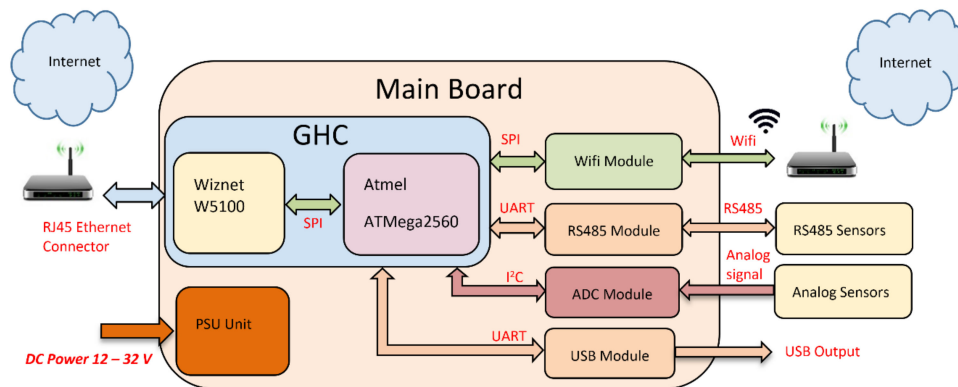 Internet
Internet
Main Board
GHC
SPI
Wifi
Wifi Module
Wiznet
W5100
Atmel
ATMega2560
SPI
RJ45 Ethernet
Connector
UART
RS485
RS485 Module
RS485 Sensors
Analog
signal
I²C
ADC Module
Analog Sensors
PSU Unit
DC Power 12 – 32 V
UART
USB Module
USB Output